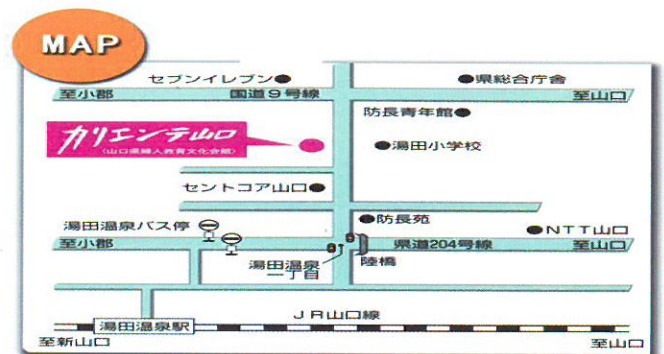 MAP
セブンイレブン●
●県総合庁舎
至小郡
国道9号線
至山口
防長青年館●
カリエンテ山口
(山口県婦人教育文化会館)
●湯田小学校
セントコア山口●
●防長苑
湯田温泉バス停
●NTT山口
至小郡
県道204号線
至山口
湯田温泉
一丁目
陸橋
JR山口線
湯田温泉駅
至新山口
至山口